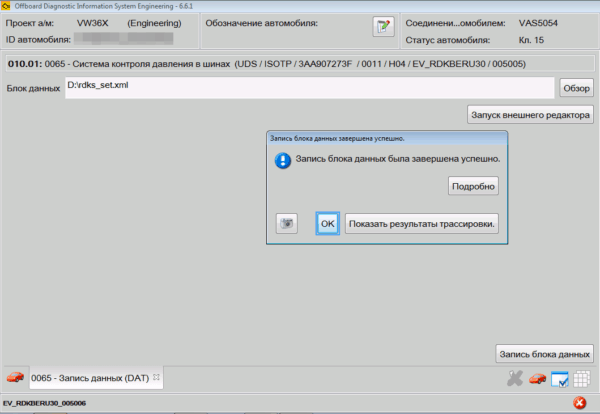 Offboard Diagnostic Information System Engineering - 6.6.1
Проект а/м: VW36X (Engineering)
Обозначение автомобиля:
Соединени...омобилем: VAS5054
ID автомобиля:
Статус автомобиля: Кл. 15
010.01: 0065 - Система контроля давления в шинах (UDS / ISOTP / 3AA907273F / 0011 / H04 / EV_RDKBERU30 / 005005)
Блок данных D:\rdks_set.xml Обзор
Запуск внешнего редактора
Запись блока данных завершена успешно.
Запись блока данных была завершена успешно.
Подробно
OK Показать результаты трассировки.
Запись блока данных
0065 - Запись данных (DAT)
EV_RDKBERU30_005006